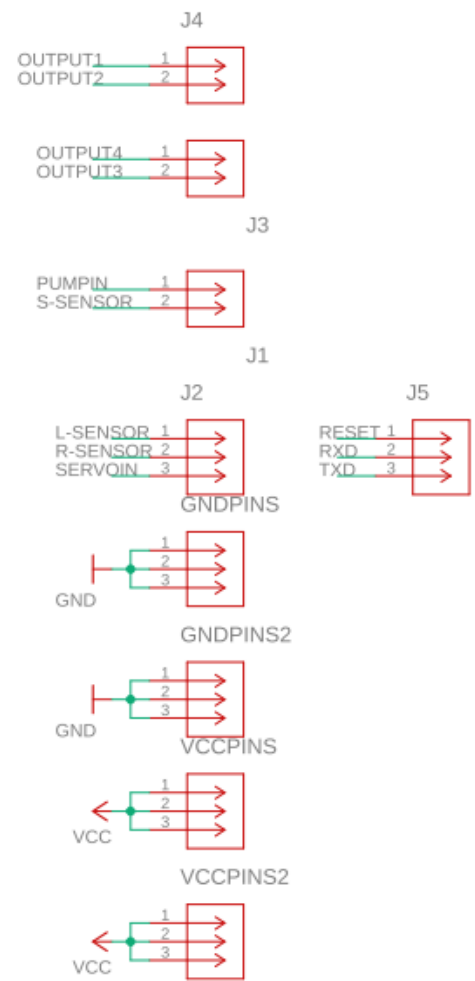 J4
OUTPUT1 1
OUTPUT2 2
OUTPUT4 1
OUTPUT3 2
J3
PUMPIN 1
S-SENSOR 2
J1
J2 J5
L-SENSOR 1 RESET 1
R-SENSOR 2 RXD 2
SERVOIN 3 TXD 3
GNDPINS
1
2
3
GND
GNDPINS2
1
2
3
GND
VCCPINS
1
2
3
VCC
VCCPINS2
1
2
3
VCC